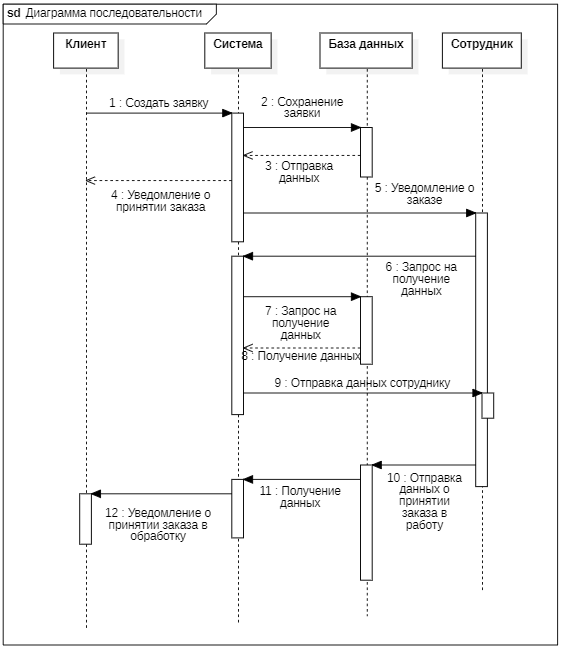 sd Диаграмма последовательности
Клиент
Система
База данных
Сотрудник
1 : Создать заявку
2 : Сохранение
заявки
3 : Отправка
данных
4 : Уведомление о
принятии заказа
5 : Уведомление о
заказе
6 : Запрос на
получение
данных
7 : Запрос на
получение
данных
8 : Получение данных
9 : Отправка данных сотруднику
10 : Отправка
данных о
принятии
заказа в
работу
11 : Получение
данных
12 : Уведомление о
принятии заказа в
обработку